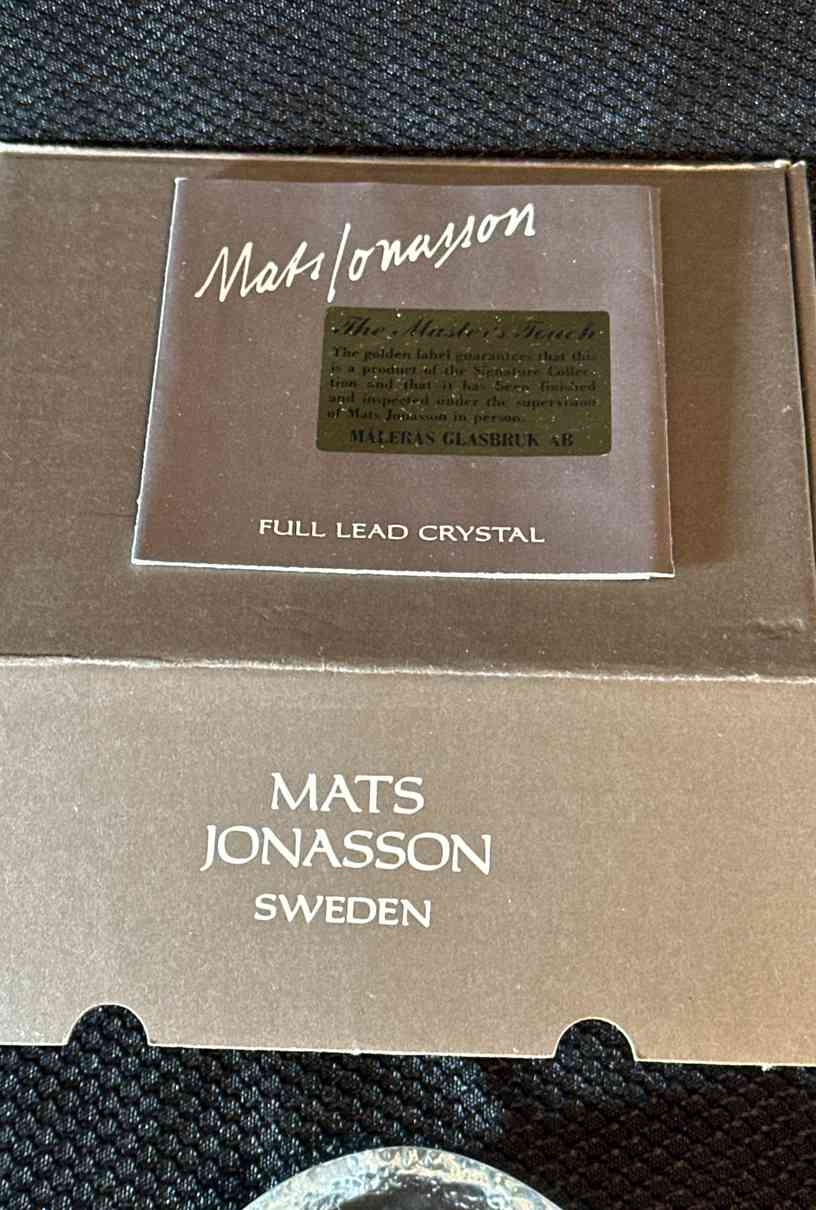 Mats Jonasson
The Master's Touch
The golden label guarantees that this
is a product of the Signature Collec-
tion and that it has been finished
and inspected under the supervision
of Mats Jonasson in person.
MÅLERÅS GLASBRUK AB
FULL LEAD CRYSTAL
MATS
JONASSON
SWEDEN